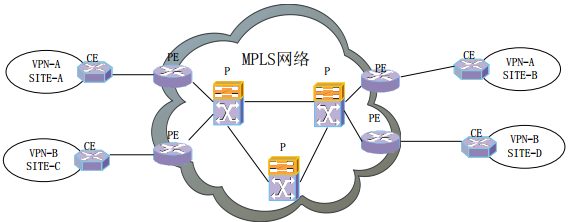 MPLS网络
VPN-A
SITE-A
CE
PE
P
P
PE
CE
VPN-A
SITE-B
VPN-B
SITE-C
CE
PE
P
PE
CE
VPN-B
SITE-D